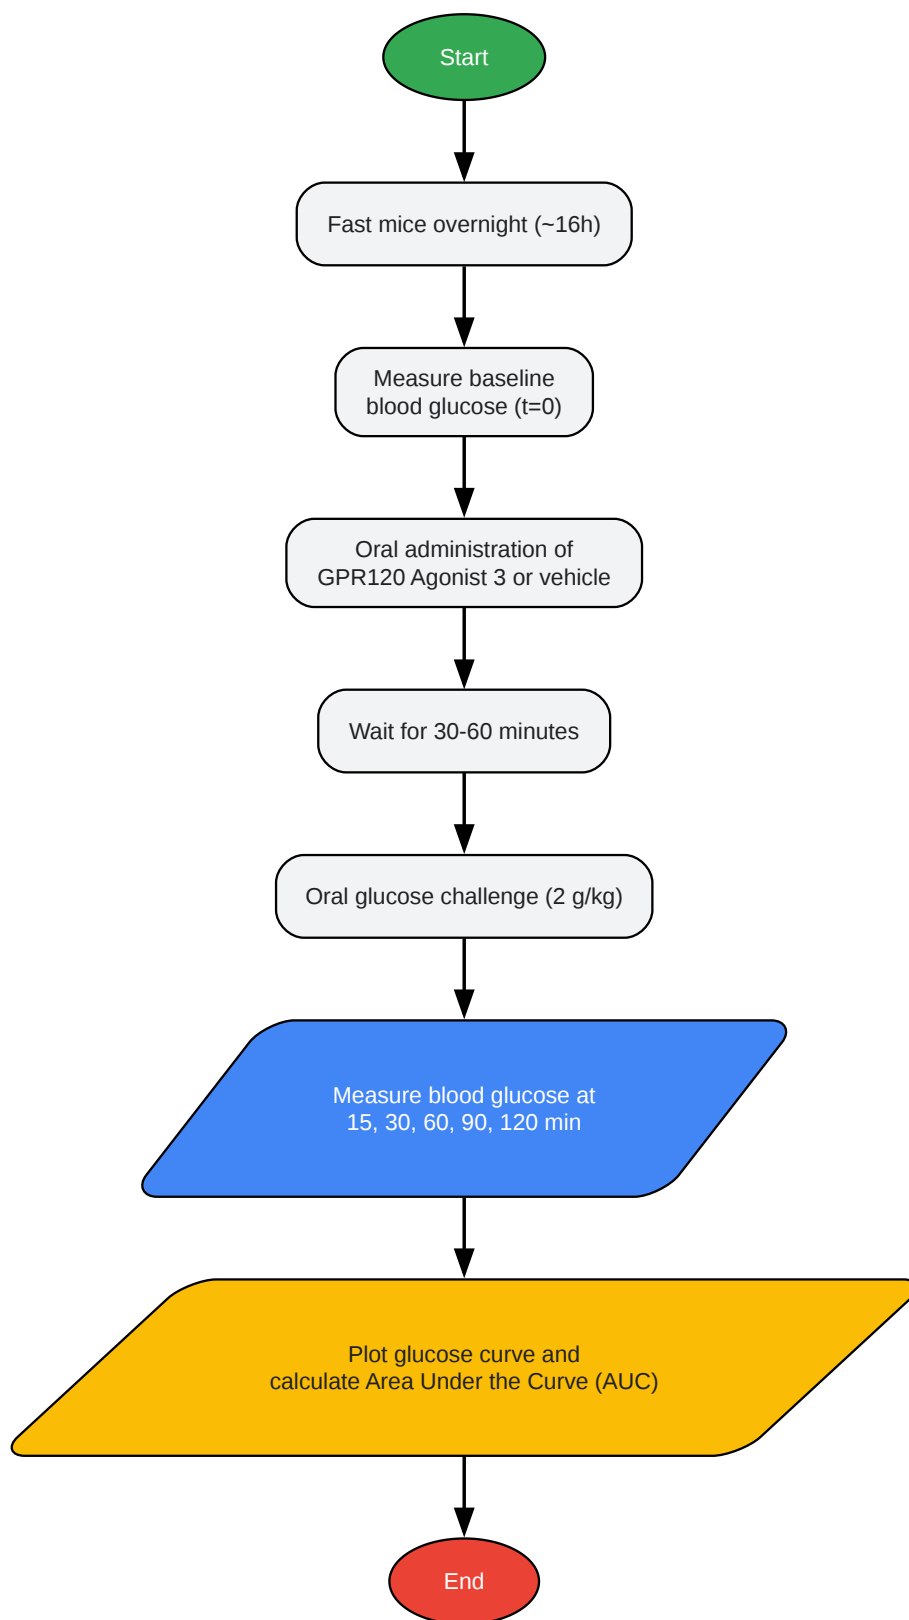 Start
Fast mice overnight (~16h)
Measure baseline
blood glucose (t=0)
Oral administration of
GPR120 Agonist 3 or vehicle
Wait for 30-60 minutes
Oral glucose challenge (2 g/kg)
Measure blood glucose at
15, 30, 60, 90, 120 min
Plot glucose curve and
calculate Area Under the Curve (AUC)
End